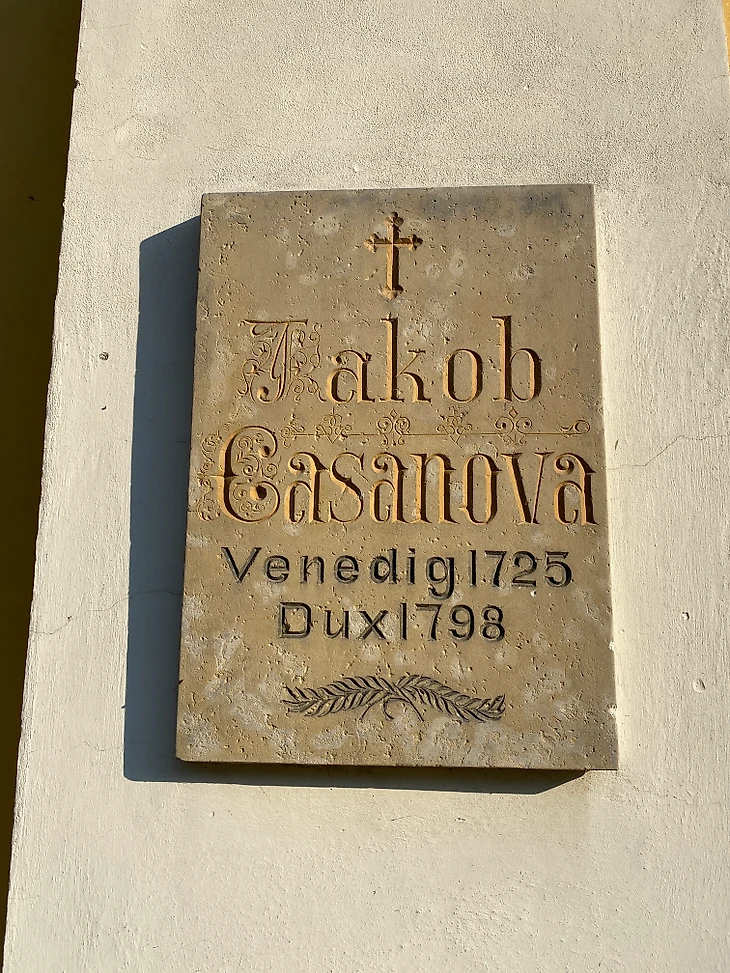 Jakob
Casanova
Venedig 1725
Dux 1798